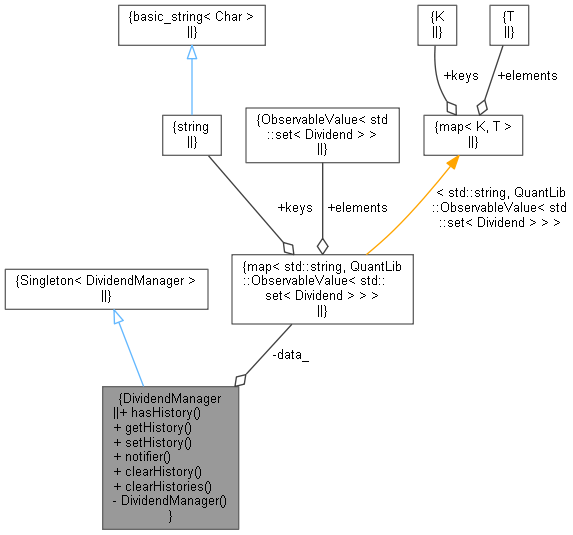 {basic_string< Char >
||}
{K
||}
{T
||}
+keys
+elements
{string
||}
{ObservableValue< std
::set< Dividend > >
||}
{map< K, T >
||}
+keys
+elements
< std::string, QuantLib
::ObservableValue< std
::set< Dividend > > >
{Singleton< DividendManager >
||}
{map< std::string, QuantLib
::ObservableValue< std::
set< Dividend > > >
||}
-data_
{DividendManager
||+ hasHistory()
+ getHistory()
+ setHistory()
+ notifier()
+ clearHistory()
+ clearHistories()
- DividendManager()
}